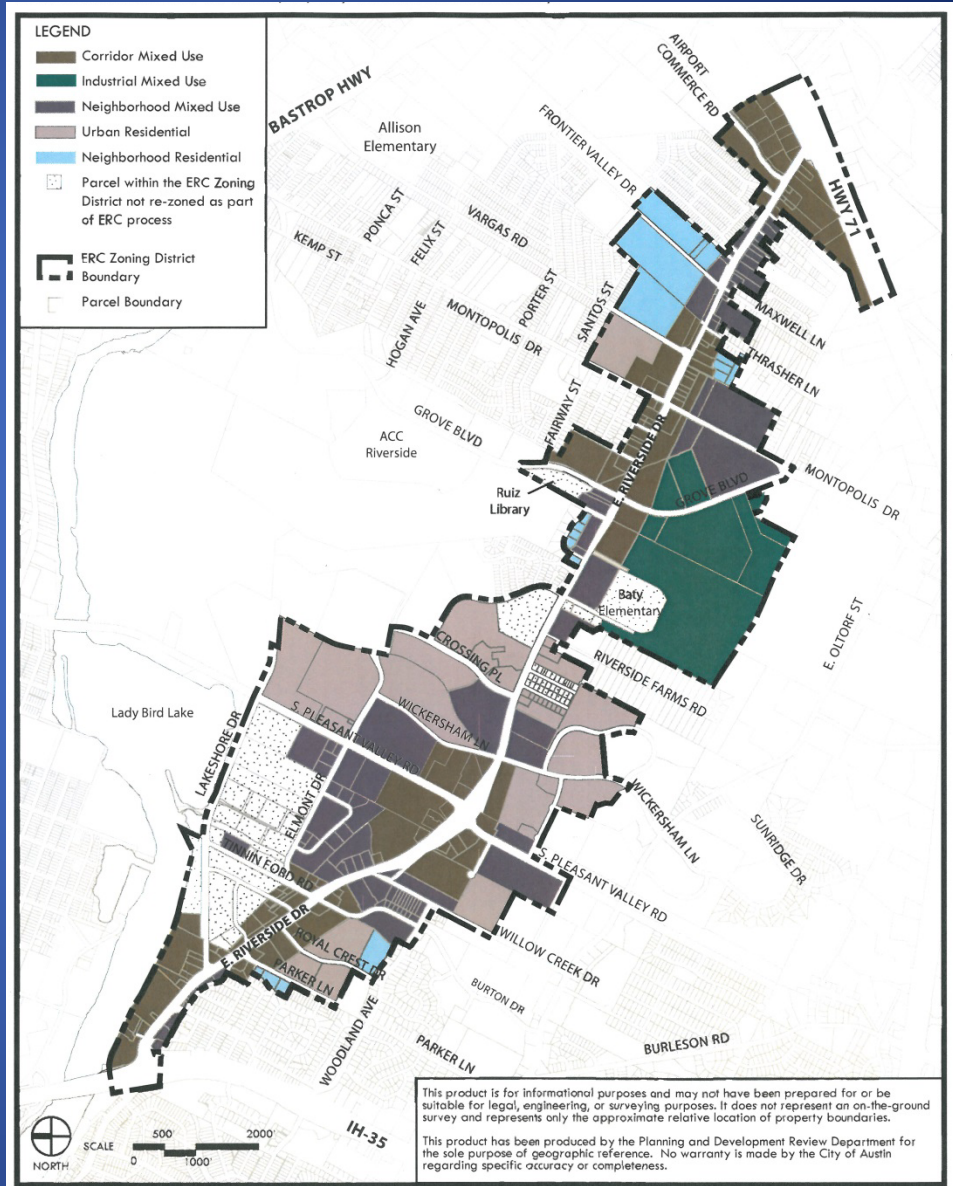 LEGEND
Corridor Mixed Use
Industrial Mixed Use
Neighborhood Mixed Use
Urban Residential
Neighborhood Residential
Parcel within the ERC Zoning
District not re-zoned as part
of ERC process
ERC Zoning District
Boundary
Parcel Boundary
AIRPORT
COMMERCE RD
BASTROP HWY
Allison
Elementary
FRONTIER VALLEY DR
HWY 71
PONCA ST
VARGAS RD
KEMP ST
FELIX ST
PORTER ST
SANTOS ST
HOGAN AVE
MONTOPOLIS DR
MAXWELL LN
THRASHER LN
FAIRWAY ST
GROVE BLVD
ACC
Riverside
E. RIVERSIDE DR
MONTOPOLIS DR
GROVE BLVD
Ruiz
Library
Baty
Elementary
E. OLTORF ST
RIVERSIDE FARMS RD
CROSSING PL
WICKERSHAM LN
Lady Bird Lake
LAKESHORE DR
S. PLEASANT VALLEY RD
ELMONT DR
WICKERSHAM LN
SUNRIDGE DR
TINNIN FORD RD
S. PLEASANT VALLEY RD
E. RIVERSIDE DR
ROYAL CREST DR
WILLOW CREEK DR
PARKER LN
BURTON DR
WOODLAND AVE
PARKER LN
BURLESON RD
IH-35
NORTH
SCALE
500'
2000'
0
1000'
This product is for informational purposes and may not have been prepared for or be
suitable for legal, engineering, or surveying purposes. It does not represent an on-the-ground
survey and represents only the approximate relative location of property boundaries.
This product has been produced by the Planning and Development Review Department for
the sole purpose of geographic reference. No warranty is made by the City of Austin
regarding specific accuracy or completeness.